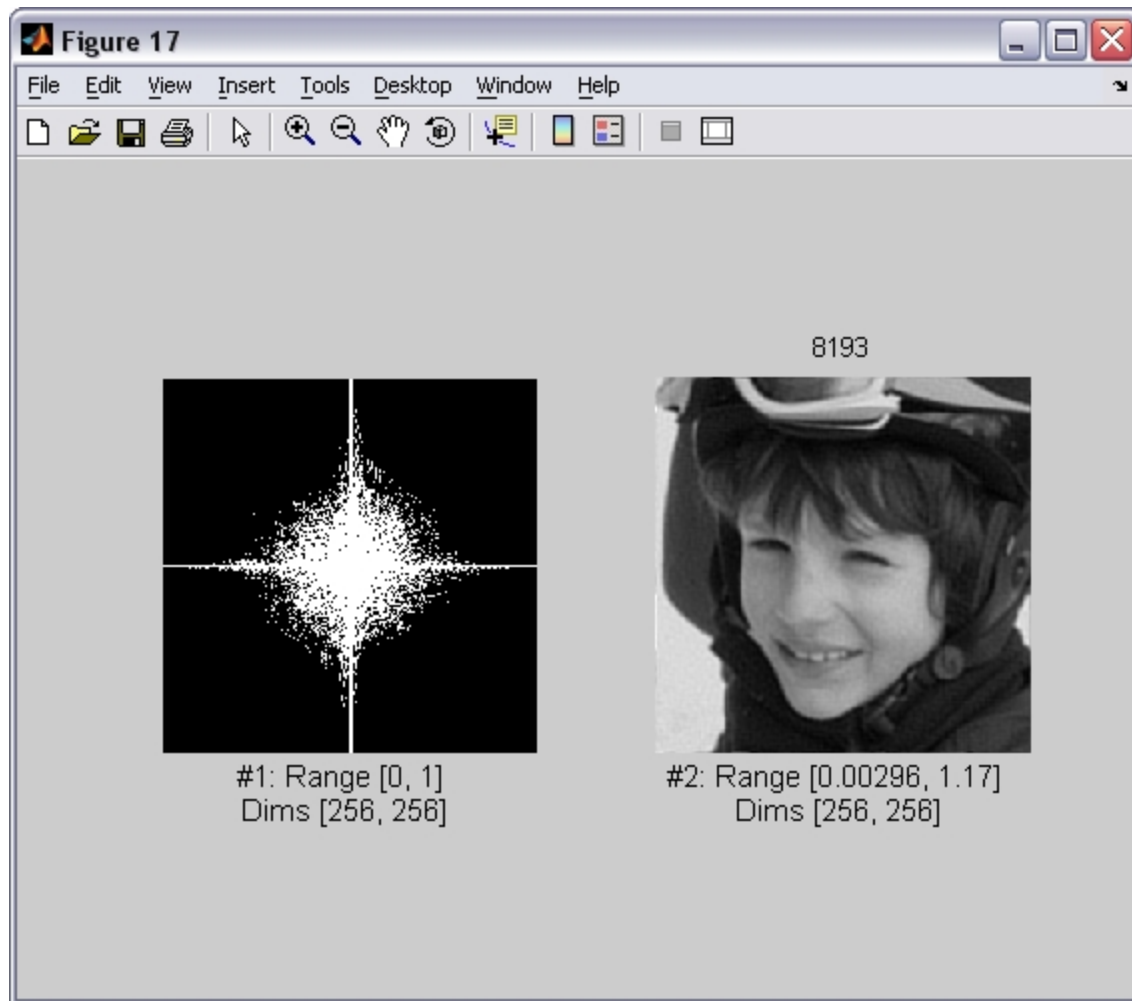 Figure 17
File Edit View Insert Tools Desktop Window Help
8193
#1: Range [0, 1]
Dims [256, 256]
#2: Range [0.00296, 1.17]
Dims [256, 256]